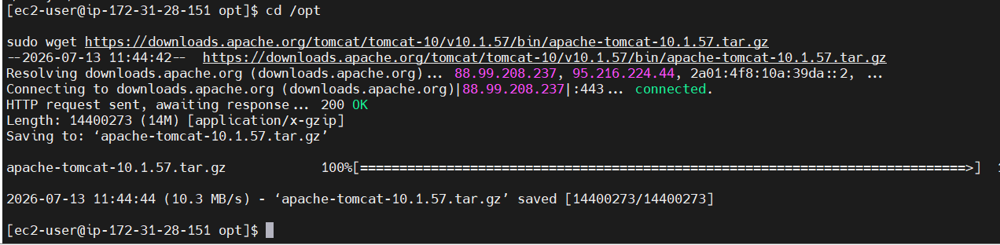 [ec2-user@ip-172-31-28-151 opt]$ cd /opt
sudo wget https://downloads.apache.org/tomcat/tomcat-10/v10.1.57/bin/apache-tomcat-10.1.57.tar.gz
--2026-07-13 11:44:42--  https://downloads.apache.org/tomcat/tomcat-10/v10.1.57/bin/apache-tomcat-10.1.57.tar.gz
Resolving downloads.apache.org (downloads.apache.org)... 88.99.208.237, 95.216.224.44, 2a01:4f8:10a:39da::2, ...
Connecting to downloads.apache.org (downloads.apache.org)|88.99.208.237|:443... connected.
HTTP request sent, awaiting response... 200 OK
Length: 14400273 (14M) [application/x-gzip]
Saving to: ‘apache-tomcat-10.1.57.tar.gz’
apache-tomcat-10.1.57.tar.gz 100%[=============================================================================>]
2026-07-13 11:44:44 (10.3 MB/s) - ‘apache-tomcat-10.1.57.tar.gz’ saved [14400273/14400273]
[ec2-user@ip-172-31-28-151 opt]$